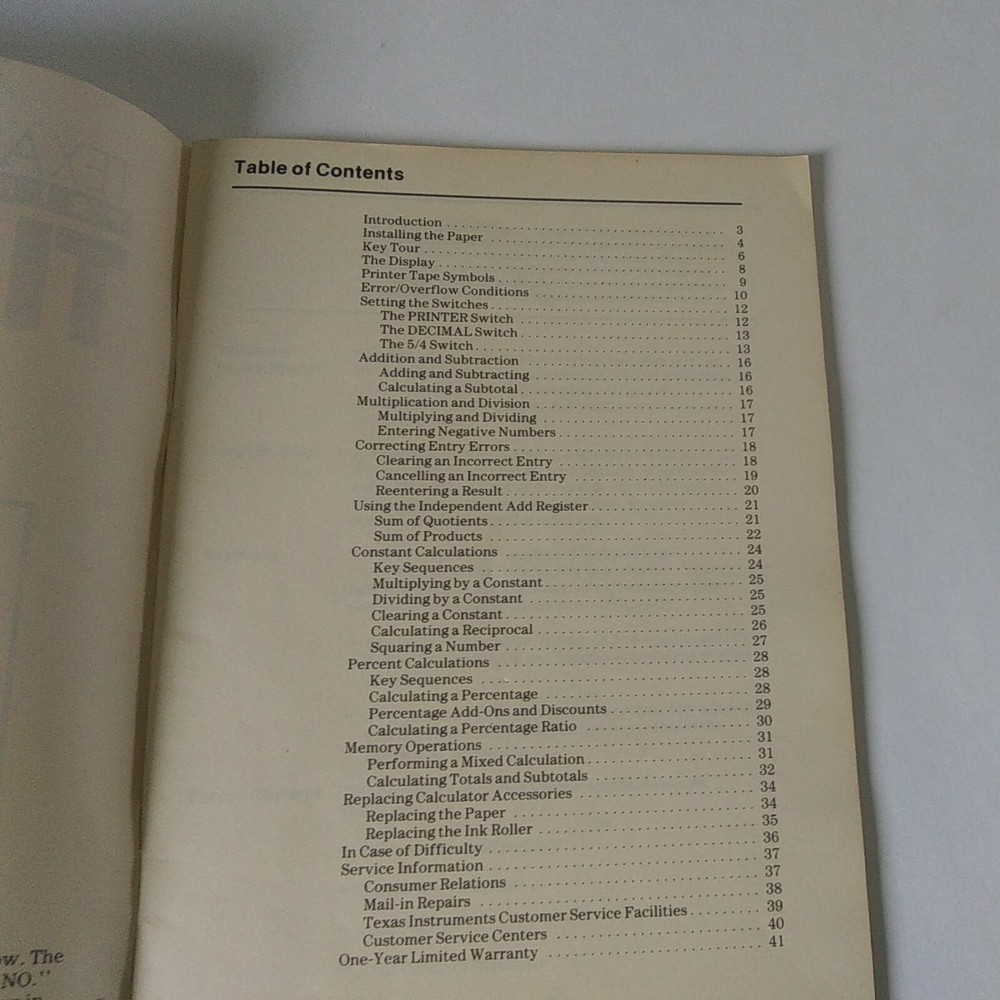 TEXA
TI
ow. The
NO."
Table of Contents
Introduction . . . . . . . . . . . . . . . . . . . . . . . . . . . . . . . . . . . . 3
Installing the Paper . . . . . . . . . . . . . . . . . . . . . . . . . . . . . . 4
Key Tour . . . . . . . . . . . . . . . . . . . . . . . . . . . . . . . . . . . . . . . 6
The Display . . . . . . . . . . . . . . . . . . . . . . . . . . . . . . . . . . . . . 8
Printer Tape Symbols . . . . . . . . . . . . . . . . . . . . . . . . . . . . . 9
Error/Overflow Conditions . . . . . . . . . . . . . . . . . . . . . . . . 10
Setting the Switches . . . . . . . . . . . . . . . . . . . . . . . . . . . . . 12
The PRINTER Switch . . . . . . . . . . . . . . . . . . . . . . . . . . 12
The DECIMAL Switch . . . . . . . . . . . . . . . . . . . . . . . . . . 13
The 5/4 Switch . . . . . . . . . . . . . . . . . . . . . . . . . . . . . . . . 13
Addition and Subtraction . . . . . . . . . . . . . . . . . . . . . . . . . 16
Adding and Subtracting . . . . . . . . . . . . . . . . . . . . . . . . 16
Calculating a Subtotal . . . . . . . . . . . . . . . . . . . . . . . . . . 16
Multiplication and Division . . . . . . . . . . . . . . . . . . . . . . . 17
Multiplying and Dividing . . . . . . . . . . . . . . . . . . . . . . . 17
Entering Negative Numbers . . . . . . . . . . . . . . . . . . . . . 17
Correcting Entry Errors . . . . . . . . . . . . . . . . . . . . . . . . . . 18
Clearing an Incorrect Entry . . . . . . . . . . . . . . . . . . . . . 18
Cancelling an Incorrect Entry . . . . . . . . . . . . . . . . . . . 19
Reentering a Result . . . . . . . . . . . . . . . . . . . . . . . . . . . . 20
Using the Independent Add Register . . . . . . . . . . . . . . . . 21
Sum of Quotients . . . . . . . . . . . . . . . . . . . . . . . . . . . . . . 21
Sum of Products . . . . . . . . . . . . . . . . . . . . . . . . . . . . . . . 22
Constant Calculations . . . . . . . . . . . . . . . . . . . . . . . . . . . . 24
Key Sequences . . . . . . . . . . . . . . . . . . . . . . . . . . . . . . . . 24
Multiplying by a Constant . . . . . . . . . . . . . . . . . . . . . . . 25
Dividing by a Constant . . . . . . . . . . . . . . . . . . . . . . . . . 25
Clearing a Constant . . . . . . . . . . . . . . . . . . . . . . . . . . . . 25
Calculating a Reciprocal . . . . . . . . . . . . . . . . . . . . . . . . 26
Squaring a Number . . . . . . . . . . . . . . . . . . . . . . . . . . . . 27
Percent Calculations . . . . . . . . . . . . . . . . . . . . . . . . . . . . . 28
Key Sequences . . . . . . . . . . . . . . . . . . . . . . . . . . . . . . . . 28
Calculating a Percentage . . . . . . . . . . . . . . . . . . . . . . . . 28
Percentage Add-Ons and Discounts . . . . . . . . . . . . . . . 29
Calculating a Percentage Ratio . . . . . . . . . . . . . . . . . . 30
Memory Operations . . . . . . . . . . . . . . . . . . . . . . . . . . . . . . 31
Performing a Mixed Calculation . . . . . . . . . . . . . . . . . . 31
Calculating Totals and Subtotals . . . . . . . . . . . . . . . . . 32
Replacing Calculator Accessories . . . . . . . . . . . . . . . . . . . 34
Replacing the Paper . . . . . . . . . . . . . . . . . . . . . . . . . . . . 34
Replacing the Ink Roller . . . . . . . . . . . . . . . . . . . . . . . . 35
In Case of Difficulty . . . . . . . . . . . . . . . . . . . . . . . . . . . . . 36
Service Information . . . . . . . . . . . . . . . . . . . . . . . . . . . . . . 37
Consumer Relations . . . . . . . . . . . . . . . . . . . . . . . . . . . . 37
Mail-in Repairs . . . . . . . . . . . . . . . . . . . . . . . . . . . . . . . . 38
Texas Instruments Customer Service Facilities . . . . . . . . . 39
Customer Service Centers . . . . . . . . . . . . . . . . . . . . . . . 40
One-Year Limited Warranty . . . . . . . . . . . . . . . . . . . . . . . 41